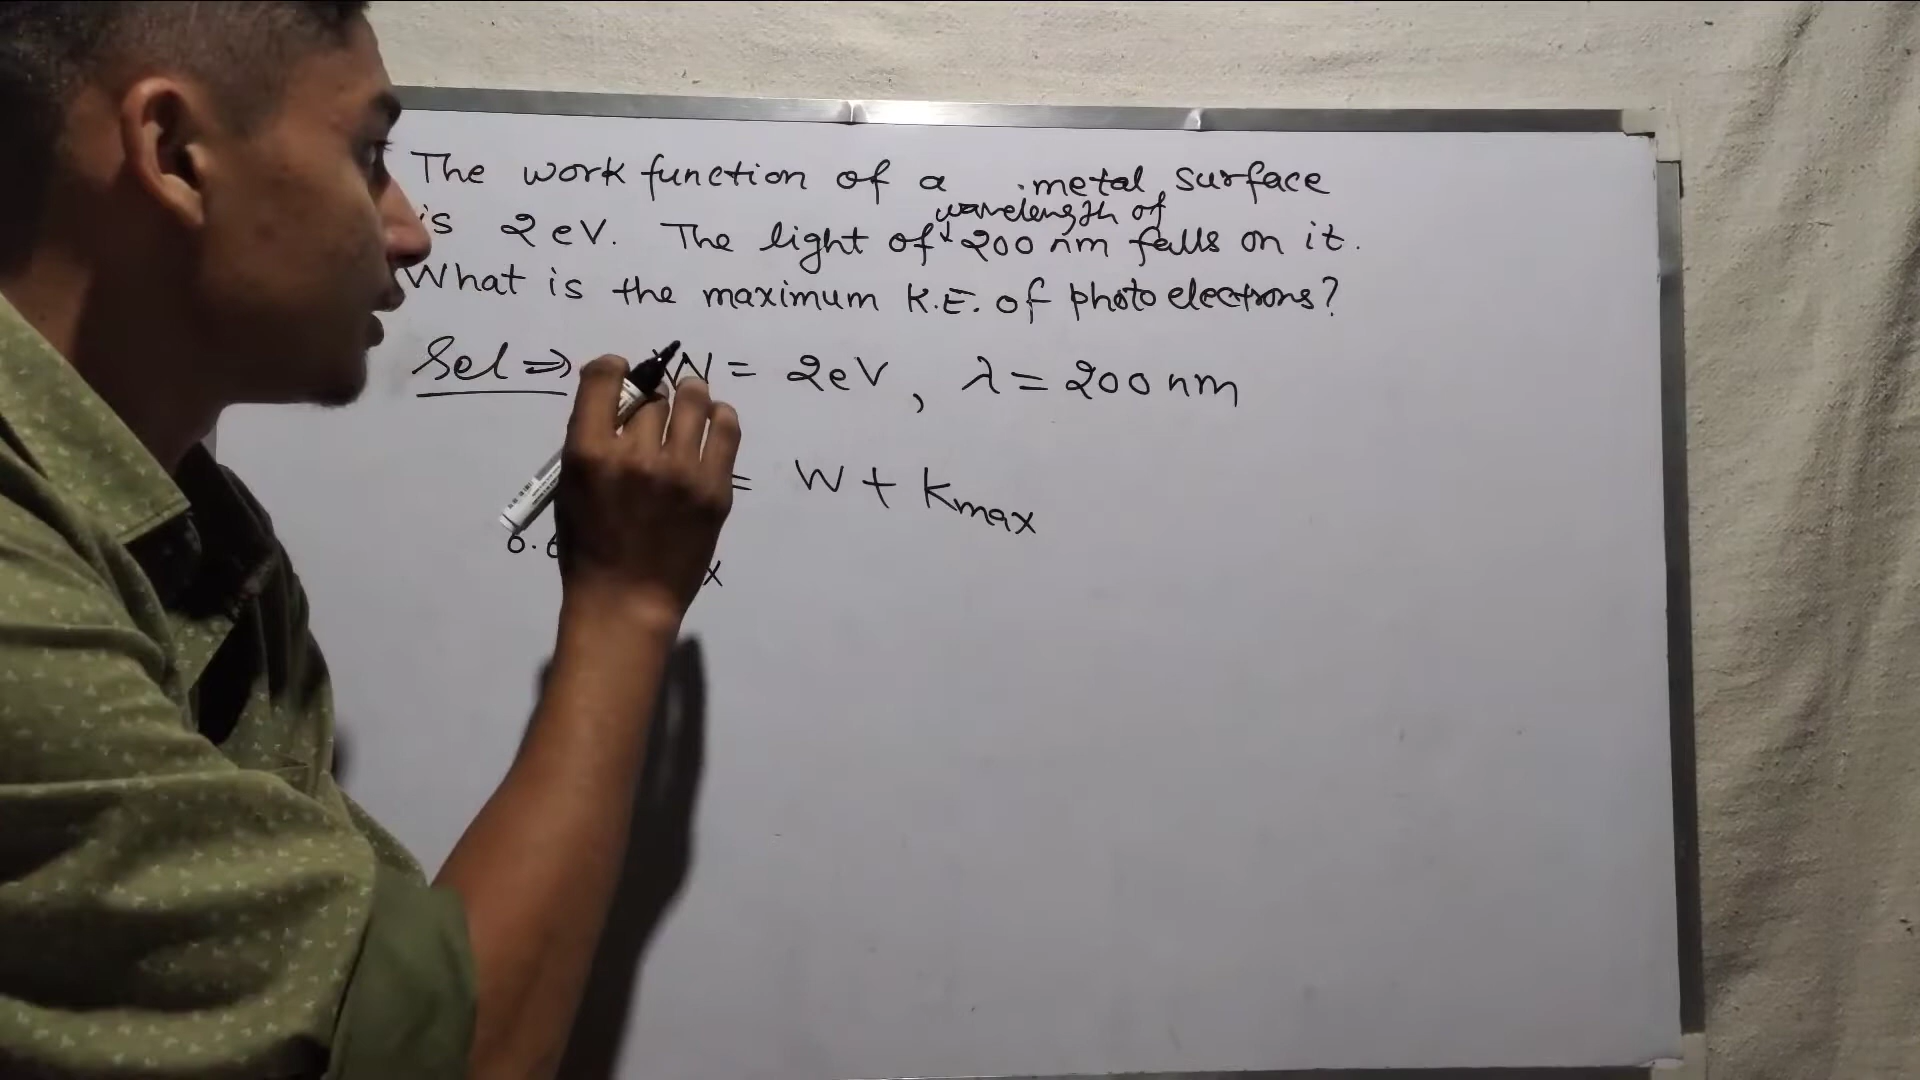 The work function of a metal surface
wavelength of
is 2eV. The light of 200 nm falls on it.
What is the maximum K.E. of photo electrons?
Sol ⇒ W = 2eV, λ = 200 nm
= W + Kmax
6.6
x